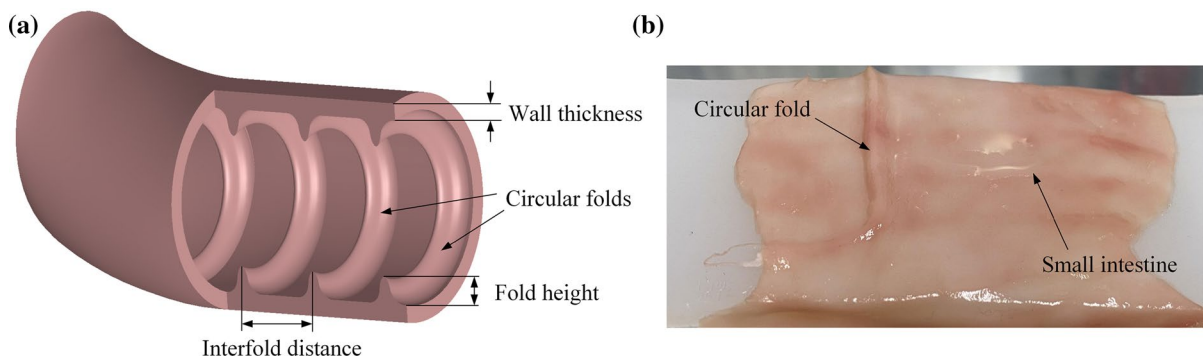 (a)
Wall thickness
Circular folds
Fold height
Interfold distance
(b)
Circular fold
Small intestine